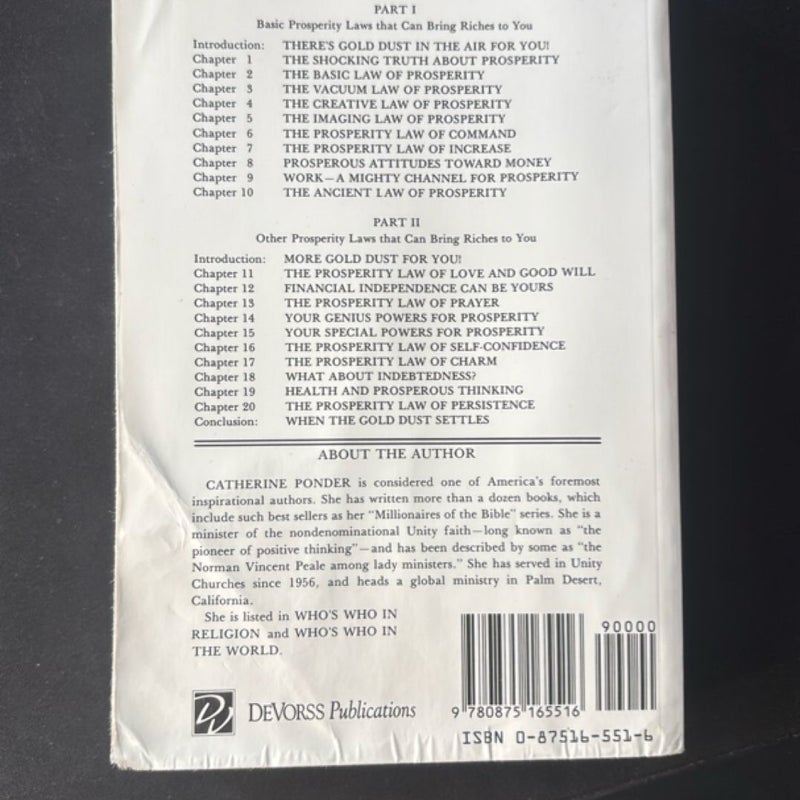 PART I
Basic Prosperity Laws that Can Bring Riches to You
Introduction: THERE'S GOLD DUST IN THE AIR FOR YOU!
Chapter 1 THE SHOCKING TRUTH ABOUT PROSPERITY
Chapter 2 THE BASIC LAW OF PROSPERITY
Chapter 3 THE VACUUM LAW OF PROSPERITY
Chapter 4 THE CREATIVE LAW OF PROSPERITY
Chapter 5 THE IMAGING LAW OF PROSPERITY
Chapter 6 THE PROSPERITY LAW OF COMMAND
Chapter 7 THE PROSPERITY LAW OF INCREASE
Chapter 8 PROSPEROUS ATTITUDES TOWARD MONEY
Chapter 9 WORK—A MIGHTY CHANNEL FOR PROSPERITY
Chapter 10 THE ANCIENT LAW OF PROSPERITY
PART II
Other Prosperity Laws that Can Bring Riches to You
Introduction: MORE GOLD DUST FOR YOU!
Chapter 11 THE PROSPERITY LAW OF LOVE AND GOOD WILL
Chapter 12 FINANCIAL INDEPENDENCE CAN BE YOURS
Chapter 13 THE PROSPERITY LAW OF PRAYER
Chapter 14 YOUR GENIUS POWERS FOR PROSPERITY
Chapter 15 YOUR SPECIAL POWERS FOR PROSPERITY
Chapter 16 THE PROSPERITY LAW OF SELF-CONFIDENCE
Chapter 17 THE PROSPERITY LAW OF CHARM
Chapter 18 WHAT ABOUT INDEBTEDNESS?
Chapter 19 HEALTH AND PROSPEROUS THINKING
Chapter 20 THE PROSPERITY LAW OF PERSISTENCE
Conclusion: WHEN THE GOLD DUST SETTLES
ABOUT THE AUTHOR
CATHERINE PONDER is considered one of America's foremost
inspirational authors. She has written more than a dozen books, which
include such best sellers as her "Millionaires of the Bible" series. She is a
minister of the nondenominational Unity faith—long known as "the
pioneer of positive thinking"—and has been described by some as "the
Norman Vincent Peale among lady ministers." She has served in Unity
Churches since 1956, and heads a global ministry in Palm Desert,
California.
She is listed in WHO'S WHO IN
RELIGION and WHO'S WHO IN
THE WORLD.
90000
DEVORSS Publications
9 780875 165516
ISBN 0-87516-551-6